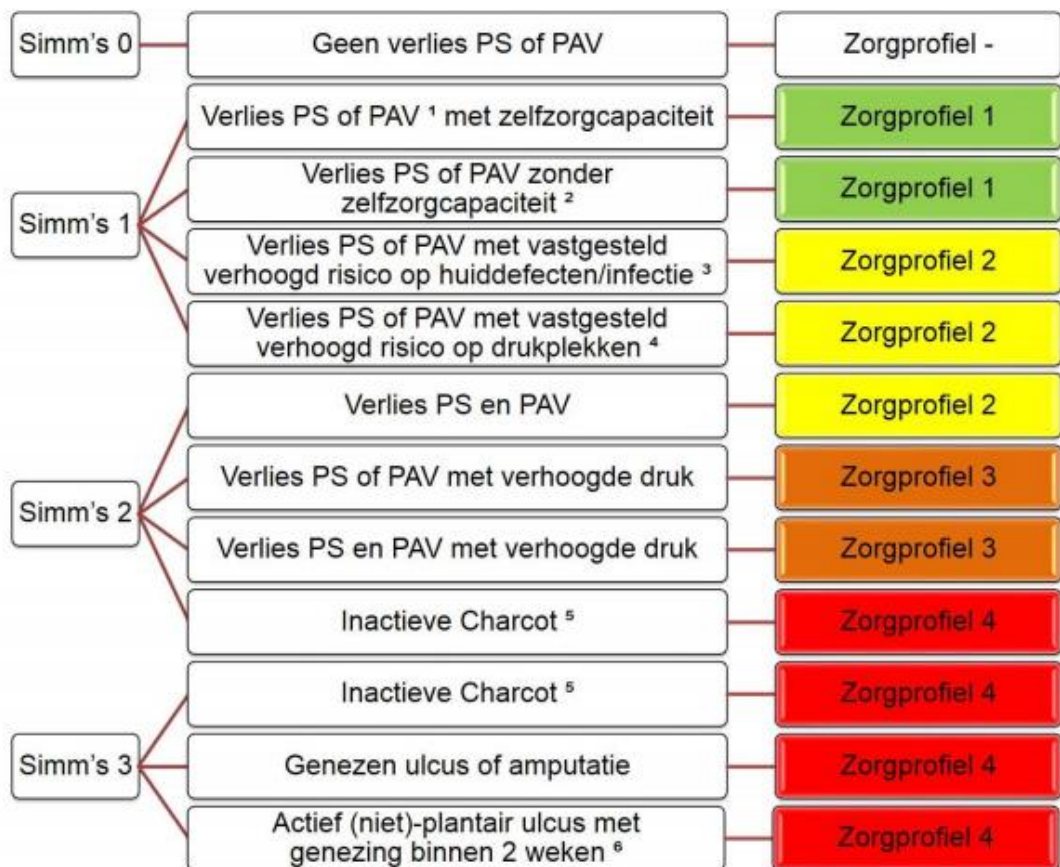 Simm's 0
Geen verlies PS of PAV
Zorgprofiel -
Simm's 1
Verlies PS of PAV ¹ met zelfzorgcapaciteit
Zorgprofiel 1
Verlies PS of PAV zonder
zelfzorgcapaciteit ²
Zorgprofiel 1
Verlies PS of PAV met vastgesteld
verhoogd risico op huiddefecten/infectie ³
Zorgprofiel 2
Verlies PS of PAV met vastgesteld
verhoogd risico op drukplekken ⁴
Zorgprofiel 2
Simm's 2
Verlies PS en PAV
Zorgprofiel 2
Verlies PS of PAV met verhoogde druk
Zorgprofiel 3
Verlies PS en PAV met verhoogde druk
Zorgprofiel 3
Inactieve Charcot ⁵
Zorgprofiel 4
Simm's 3
Inactieve Charcot ⁵
Zorgprofiel 4
Genezen ulcus of amputatie
Zorgprofiel 4
Actief (niet)-plantair ulcus met
genezing binnen 2 weken ⁶
Zorgprofiel 4